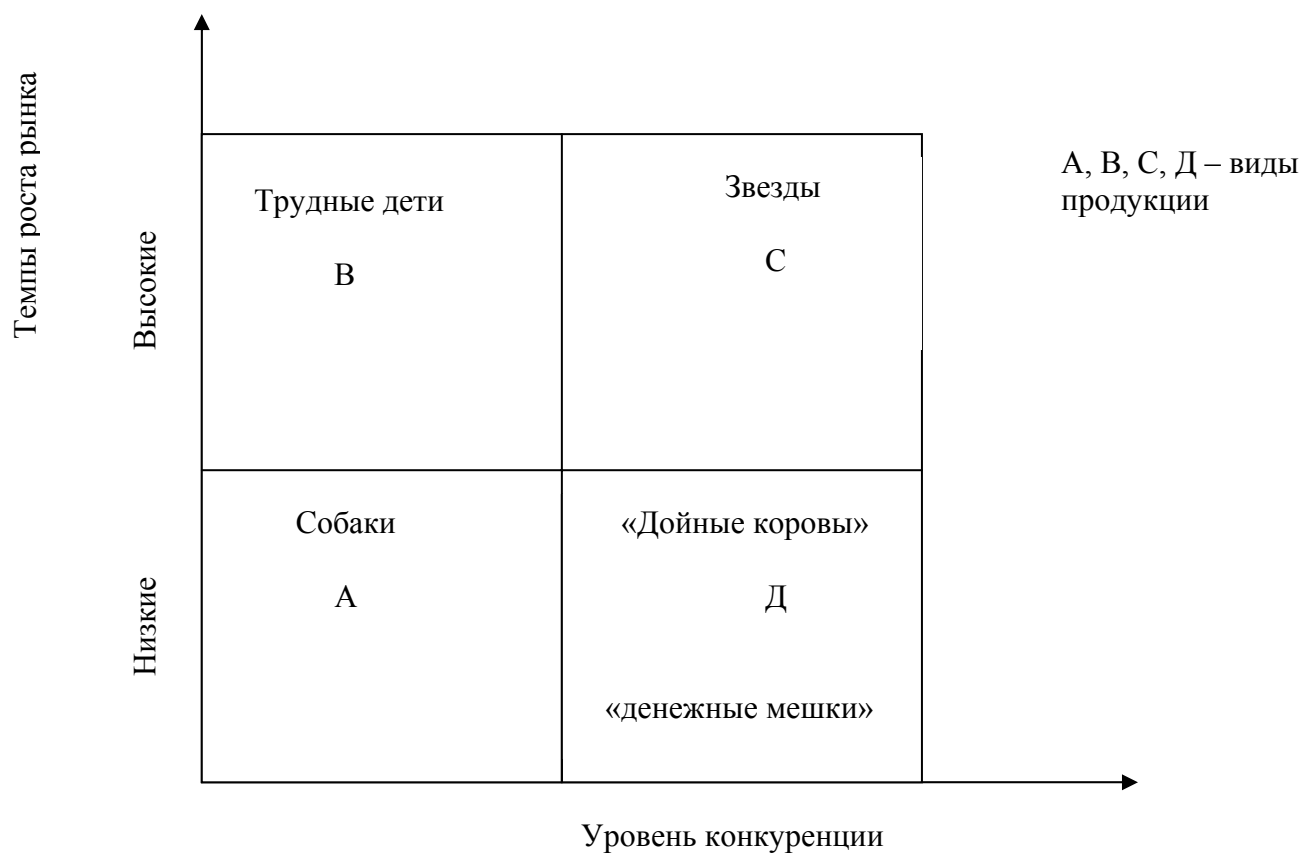 Темпы роста рынка
Высокие
Низкие
Трудные дети
В
Звезды
С
А, В, С, Д – виды
продукции
Собаки
А
«Дойные коровы»
Д
«денежные мешки»
Уровень конкуренции